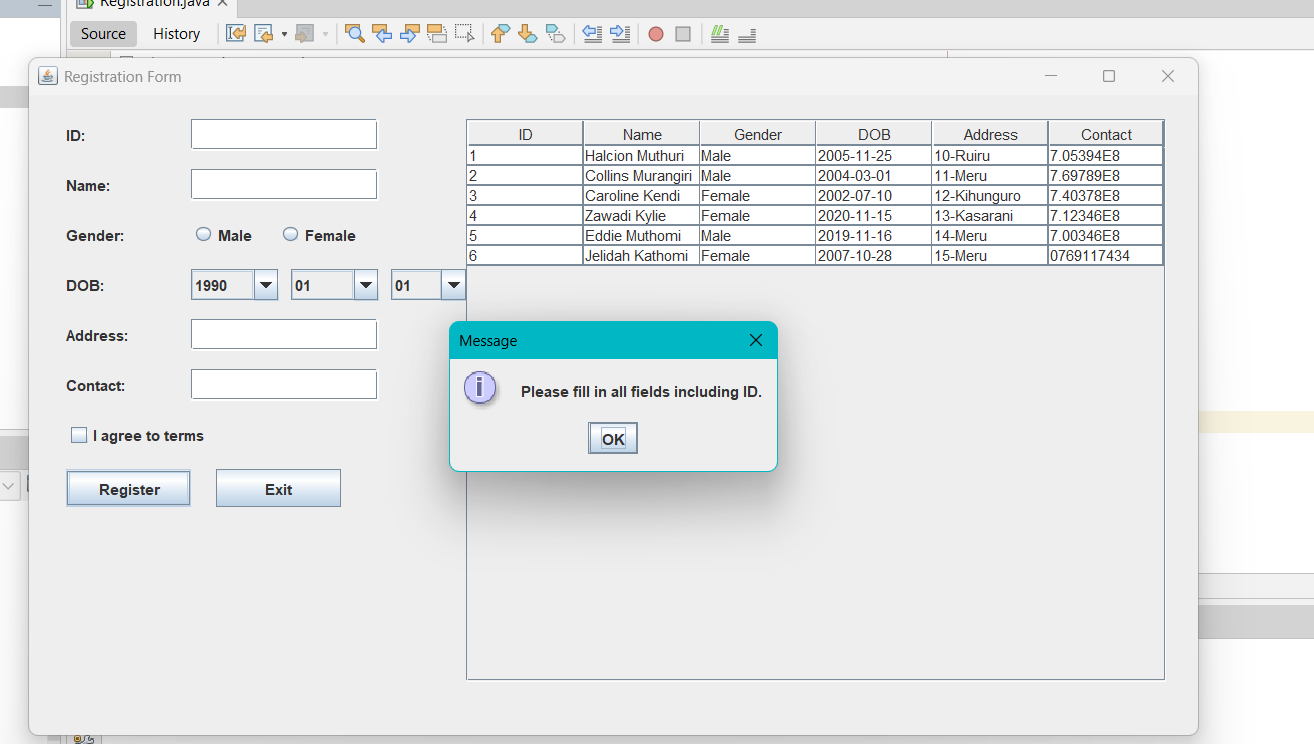 Registration.java
Source History
Registration Form
ID:
Name:
Gender: Male Female
DOB: 1990 01 01
Address:
Contact:
I agree to terms
Register Exit
ID Name Gender DOB Address Contact
1 Halcion Muthuri Male 2005-11-25 10-Ruiru 7.05394E8
2 Collins Murangiri Male 2004-03-01 11-Meru 7.69789E8
3 Caroline Kendi Female 2002-07-10 12-Kihunguro 7.40378E8
4 Zawadi Kylie Female 2020-11-15 13-Kasarani 7.12346E8
5 Eddie Muthomi Male 2019-11-16 14-Meru 7.00346E8
6 Jelidah Kathomi Female 2007-10-28 15-Meru 0769117434
Message
Please fill in all fields including ID.
OK